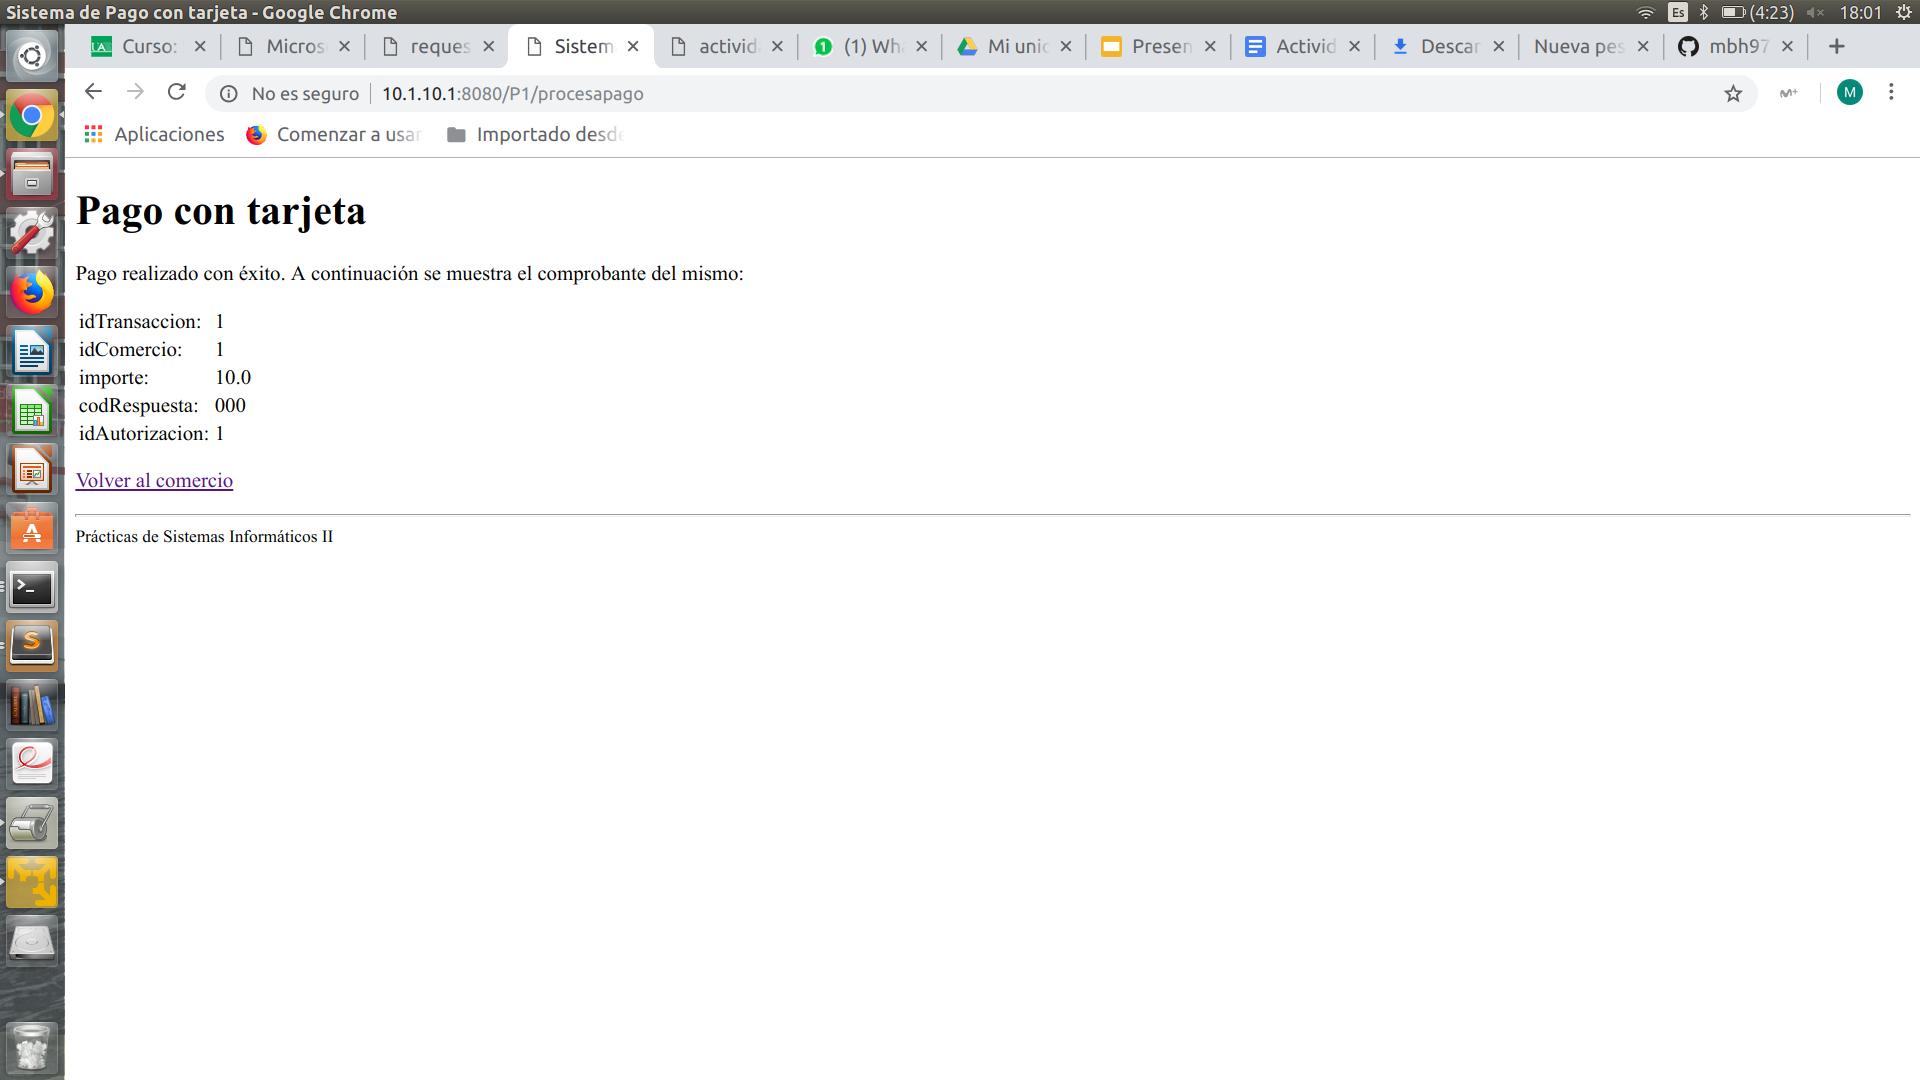 Sistema de Pago con tarjeta - Google Chrome
Es (4:23) 18:01
Curso: Micros reques Sistem activid (1) Wha Mi unid Presen Activid Descar Nueva pes mbh97
No es seguro 10.1.10.1:8080/P1/procesapago M
Aplicaciones Comenzar a usar Importado desde
Pago con tarjeta
Pago realizado con éxito. A continuación se muestra el comprobante del mismo:
idTransaccion: 1
idComercio: 1
importe: 10.0
codRespuesta: 000
idAutorizacion: 1
Volver al comercio
Prácticas de Sistemas Informáticos II